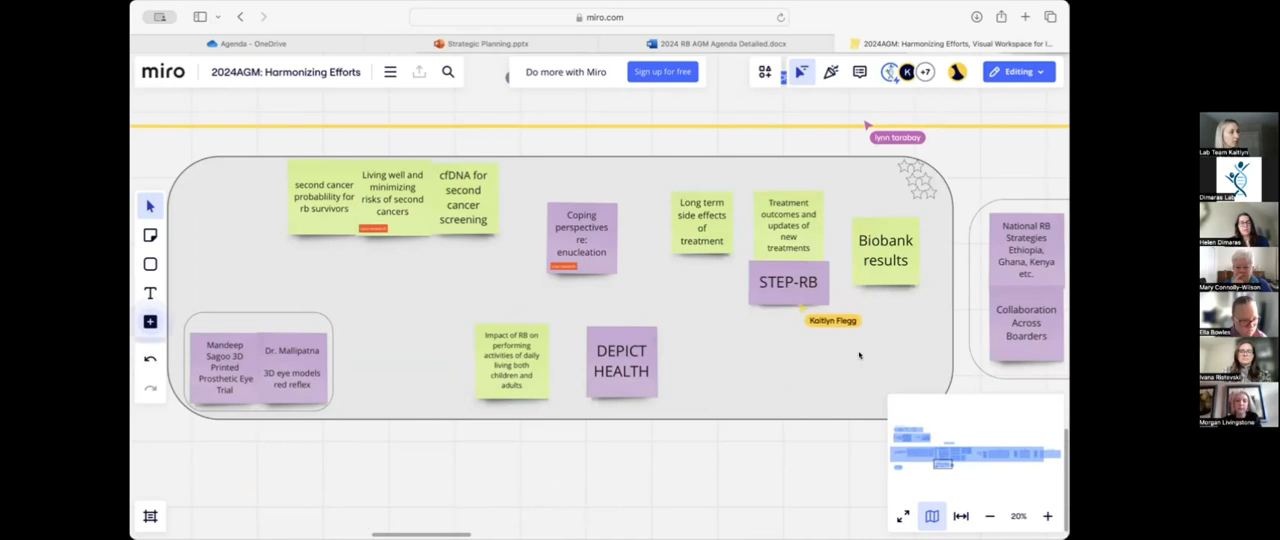 miro.com
Agenda - OneDrive
Strategic Planning.pptx
2024 RB AGM Agenda Detailed.docx
2024AGM: Harmonizing Efforts, Visual Workspace for I...
miro
2024AGM: Harmonizing Efforts
Do more with Miro
Sign up for free
K
+7
Editing
lynn tarabay
second cancer
probablility for
rb survivors
Living well and
minimizing
risks of second
cancers
cfDNA for
second
cancer
screening
Coping
perspectives
re:
enucleation
Long term
side effects
of
treatment
Treatment
outcomes and
updates of
new
treatments
STEP-RB
Biobank
results
Kaitlyn Flegg
National RB
Strategies
Ethiopia,
Ghana, Kenya
etc.
Collaboration
Across
Boarders
Mandeep
Sagoo 3D
Printed
Prosthetic Eye
Trial
Dr. Mallipatna
3D eye models
red reflex
Impact of RB on
performing
activities of daily
living both
children and
adults
DEPICT
HEALTH
20%
Lab Team Kaitlyn
Dimaras Lab
Helen Dimaras
Mary Connolly-Wilson
Ella Bowles
Ivana Ristevski
Morgan Livingstone